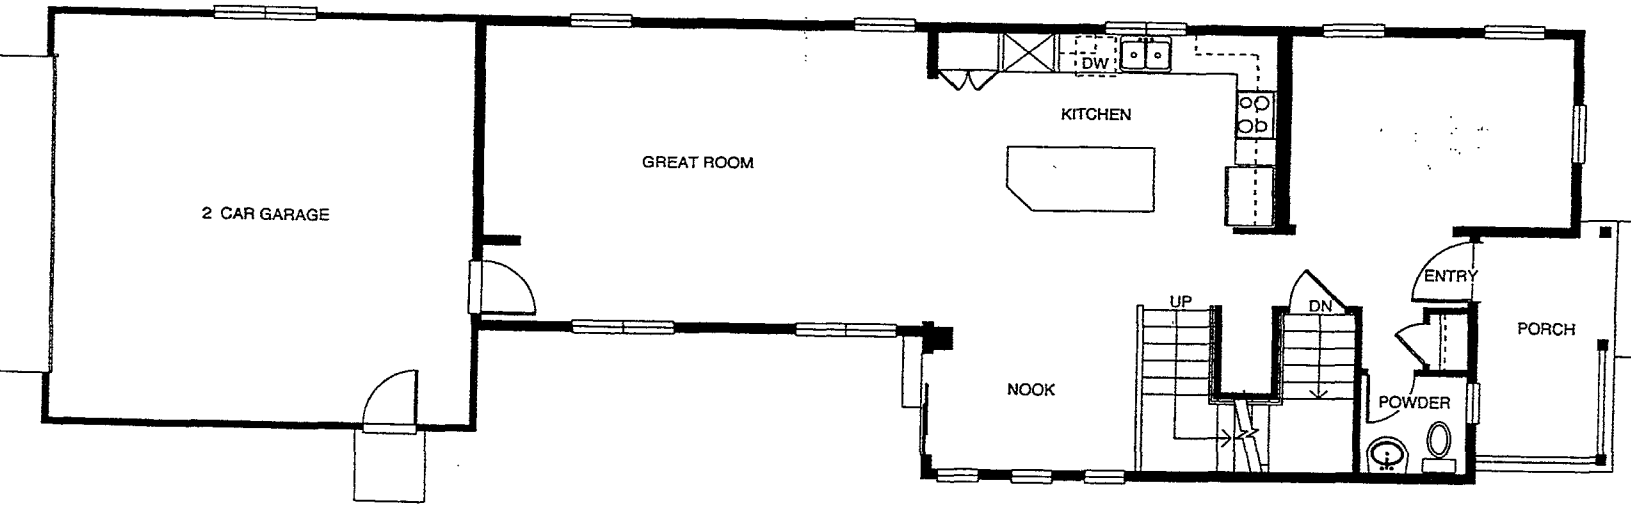 DW
KITCHEN
GREAT ROOM
2 CAR GARAGE
ENTRY
UP
DN
PORCH
NOOK
POWDER